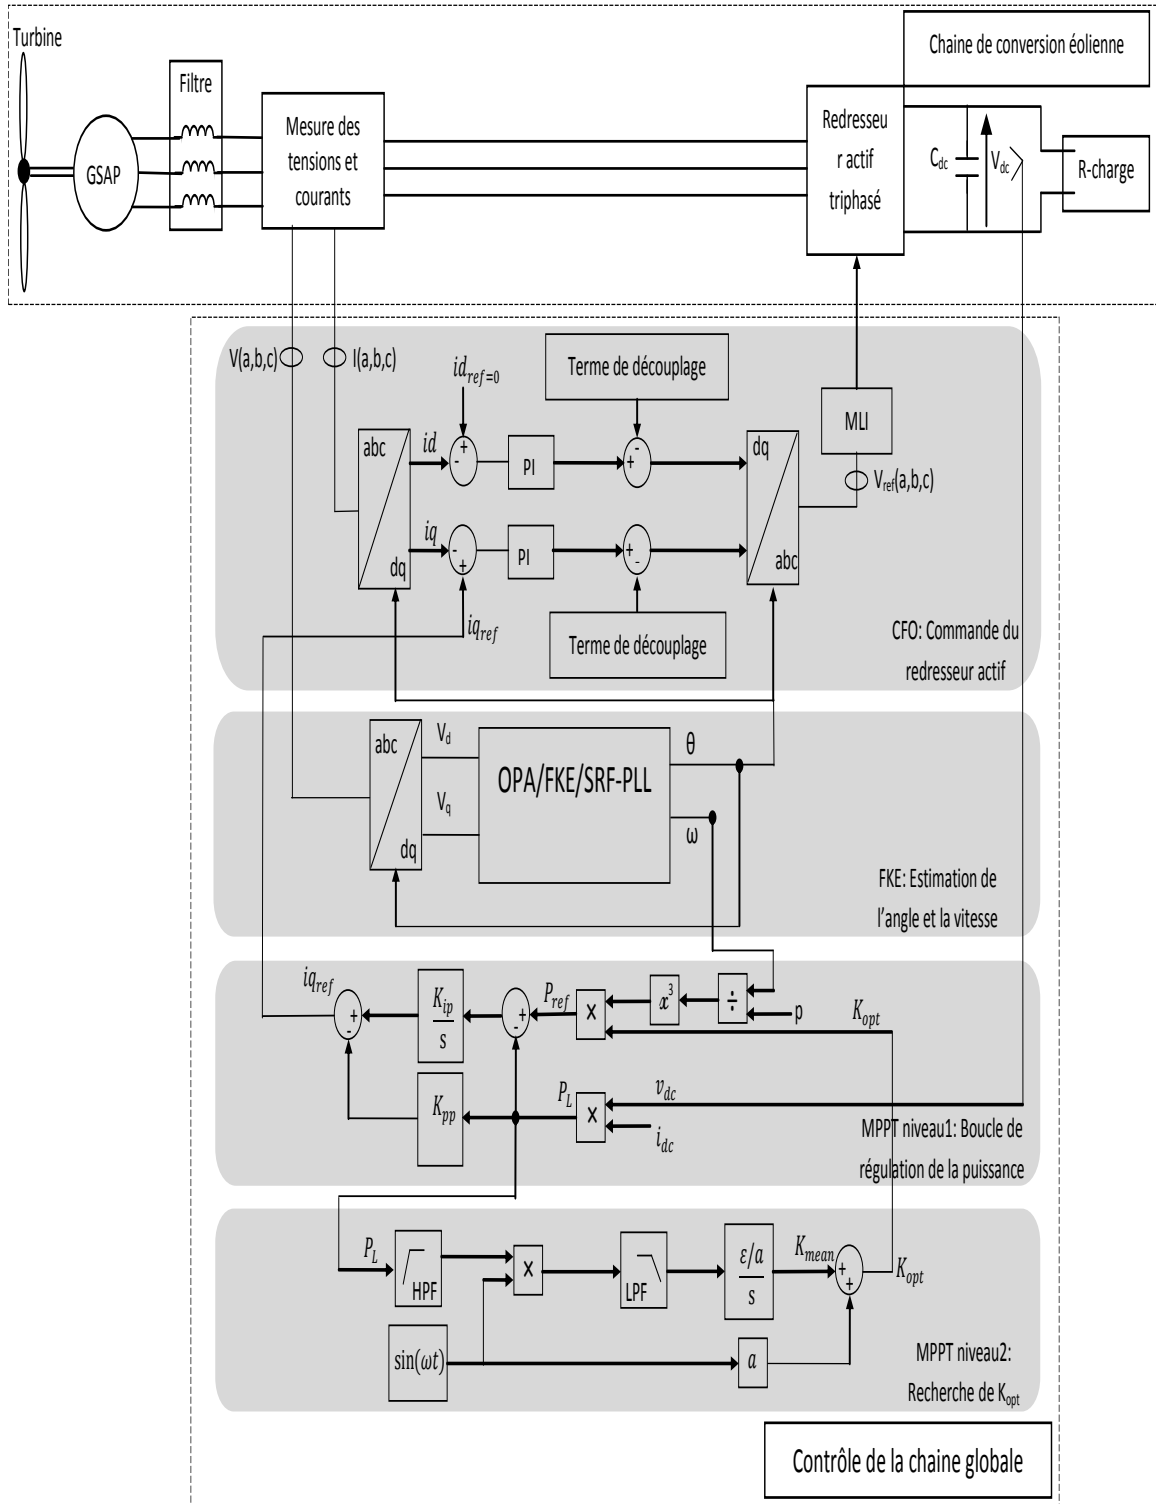 Turbine
Filtre
GSAP
Mesure des
tensions et
courants
Redresseu
r actif
triphasé
Chaine de conversion éolienne
C_dc
V_dc
R-charge
V(a,b,c)
I(a,b,c)
id_ref=0
Terme de découplage
MLI
abc
dq
id
+
-
PI
-
+
dq
abc
V_ref(a,b,c)
iq
-
+
PI
+
-
iq_ref
Terme de découplage
CFO: Commande du
redresseur actif
abc
dq
V_d
V_q
OPA/FKE/SRF-PLL
θ
ω
FKE: Estimation de
l'angle et la vitesse
iq_ref
+
-
K_ip
s
+
-
P_ref
×
x³
÷
p
K_opt
K_pp
P_L
×
v_dc
i_dc
MPPT niveau1: Boucle de
régulation de la puissance
P_L
HPF
×
LPF
ε/a
s
K_mean
+
+
K_opt
sin(ωt)
a
MPPT niveau2:
Recherche de K_opt
Contrôle de la chaine globale